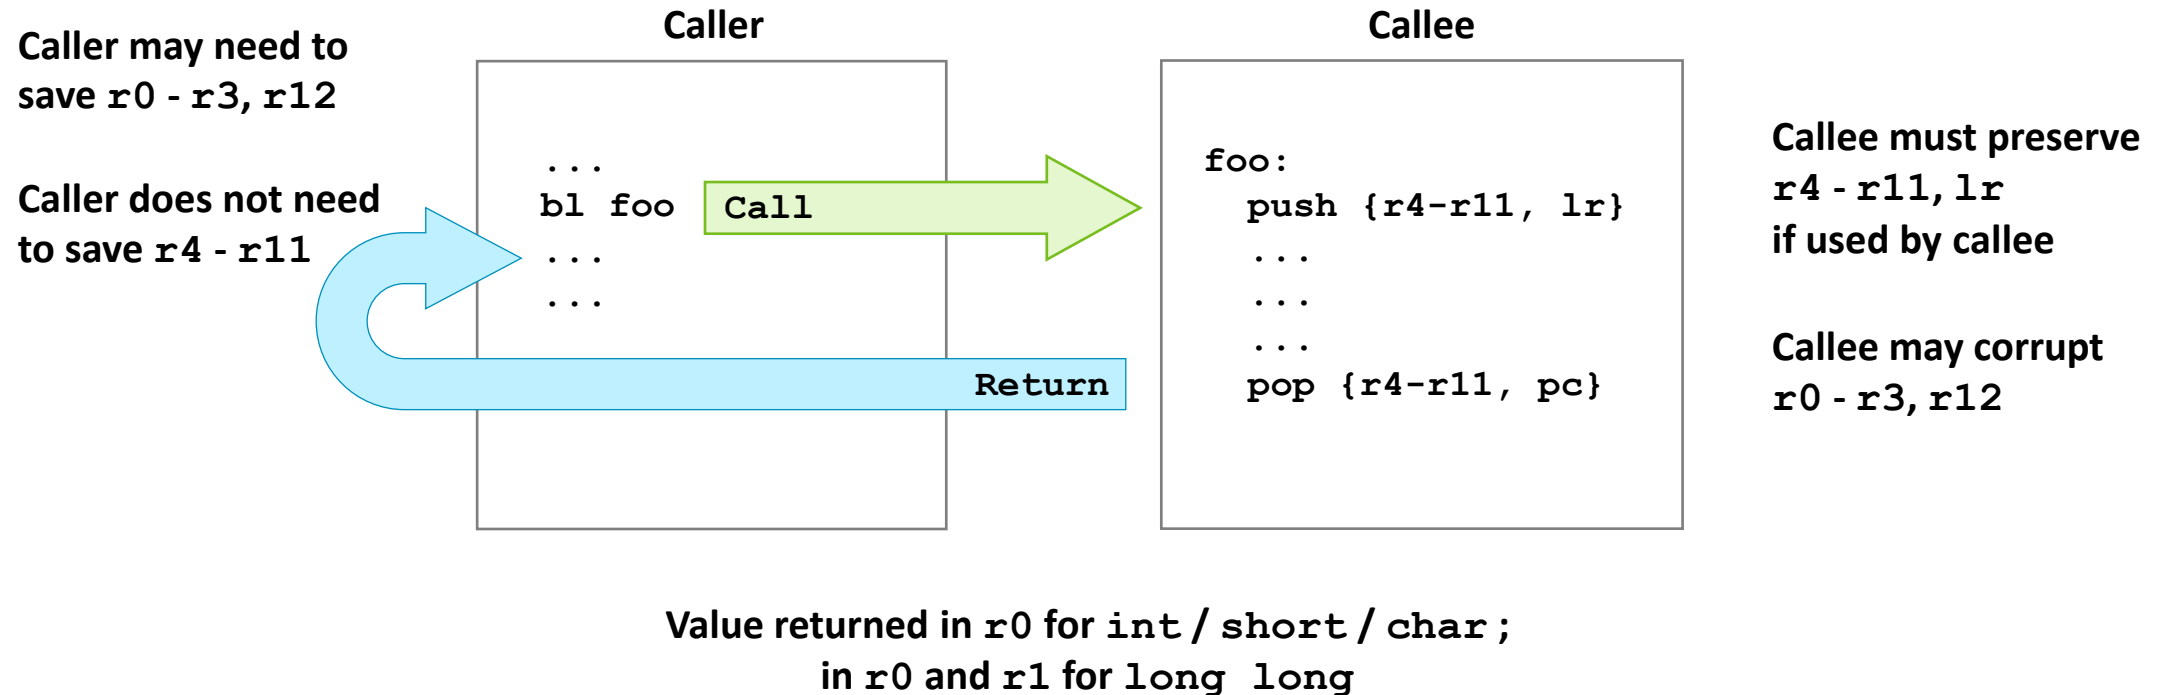 Caller may need to
save r0 - r3, r12
Caller does not need
to save r4 - r11
Caller
...
bl foo
...
...
Call
Return
Callee
foo:
push {r4-r11, lr}
...
...
...
pop {r4-r11, pc}
Callee must preserve
r4 - r11, lr
if used by callee
Callee may corrupt
r0 - r3, r12
Value returned in r0 for int / short / char ;
in r0 and r1 for long long